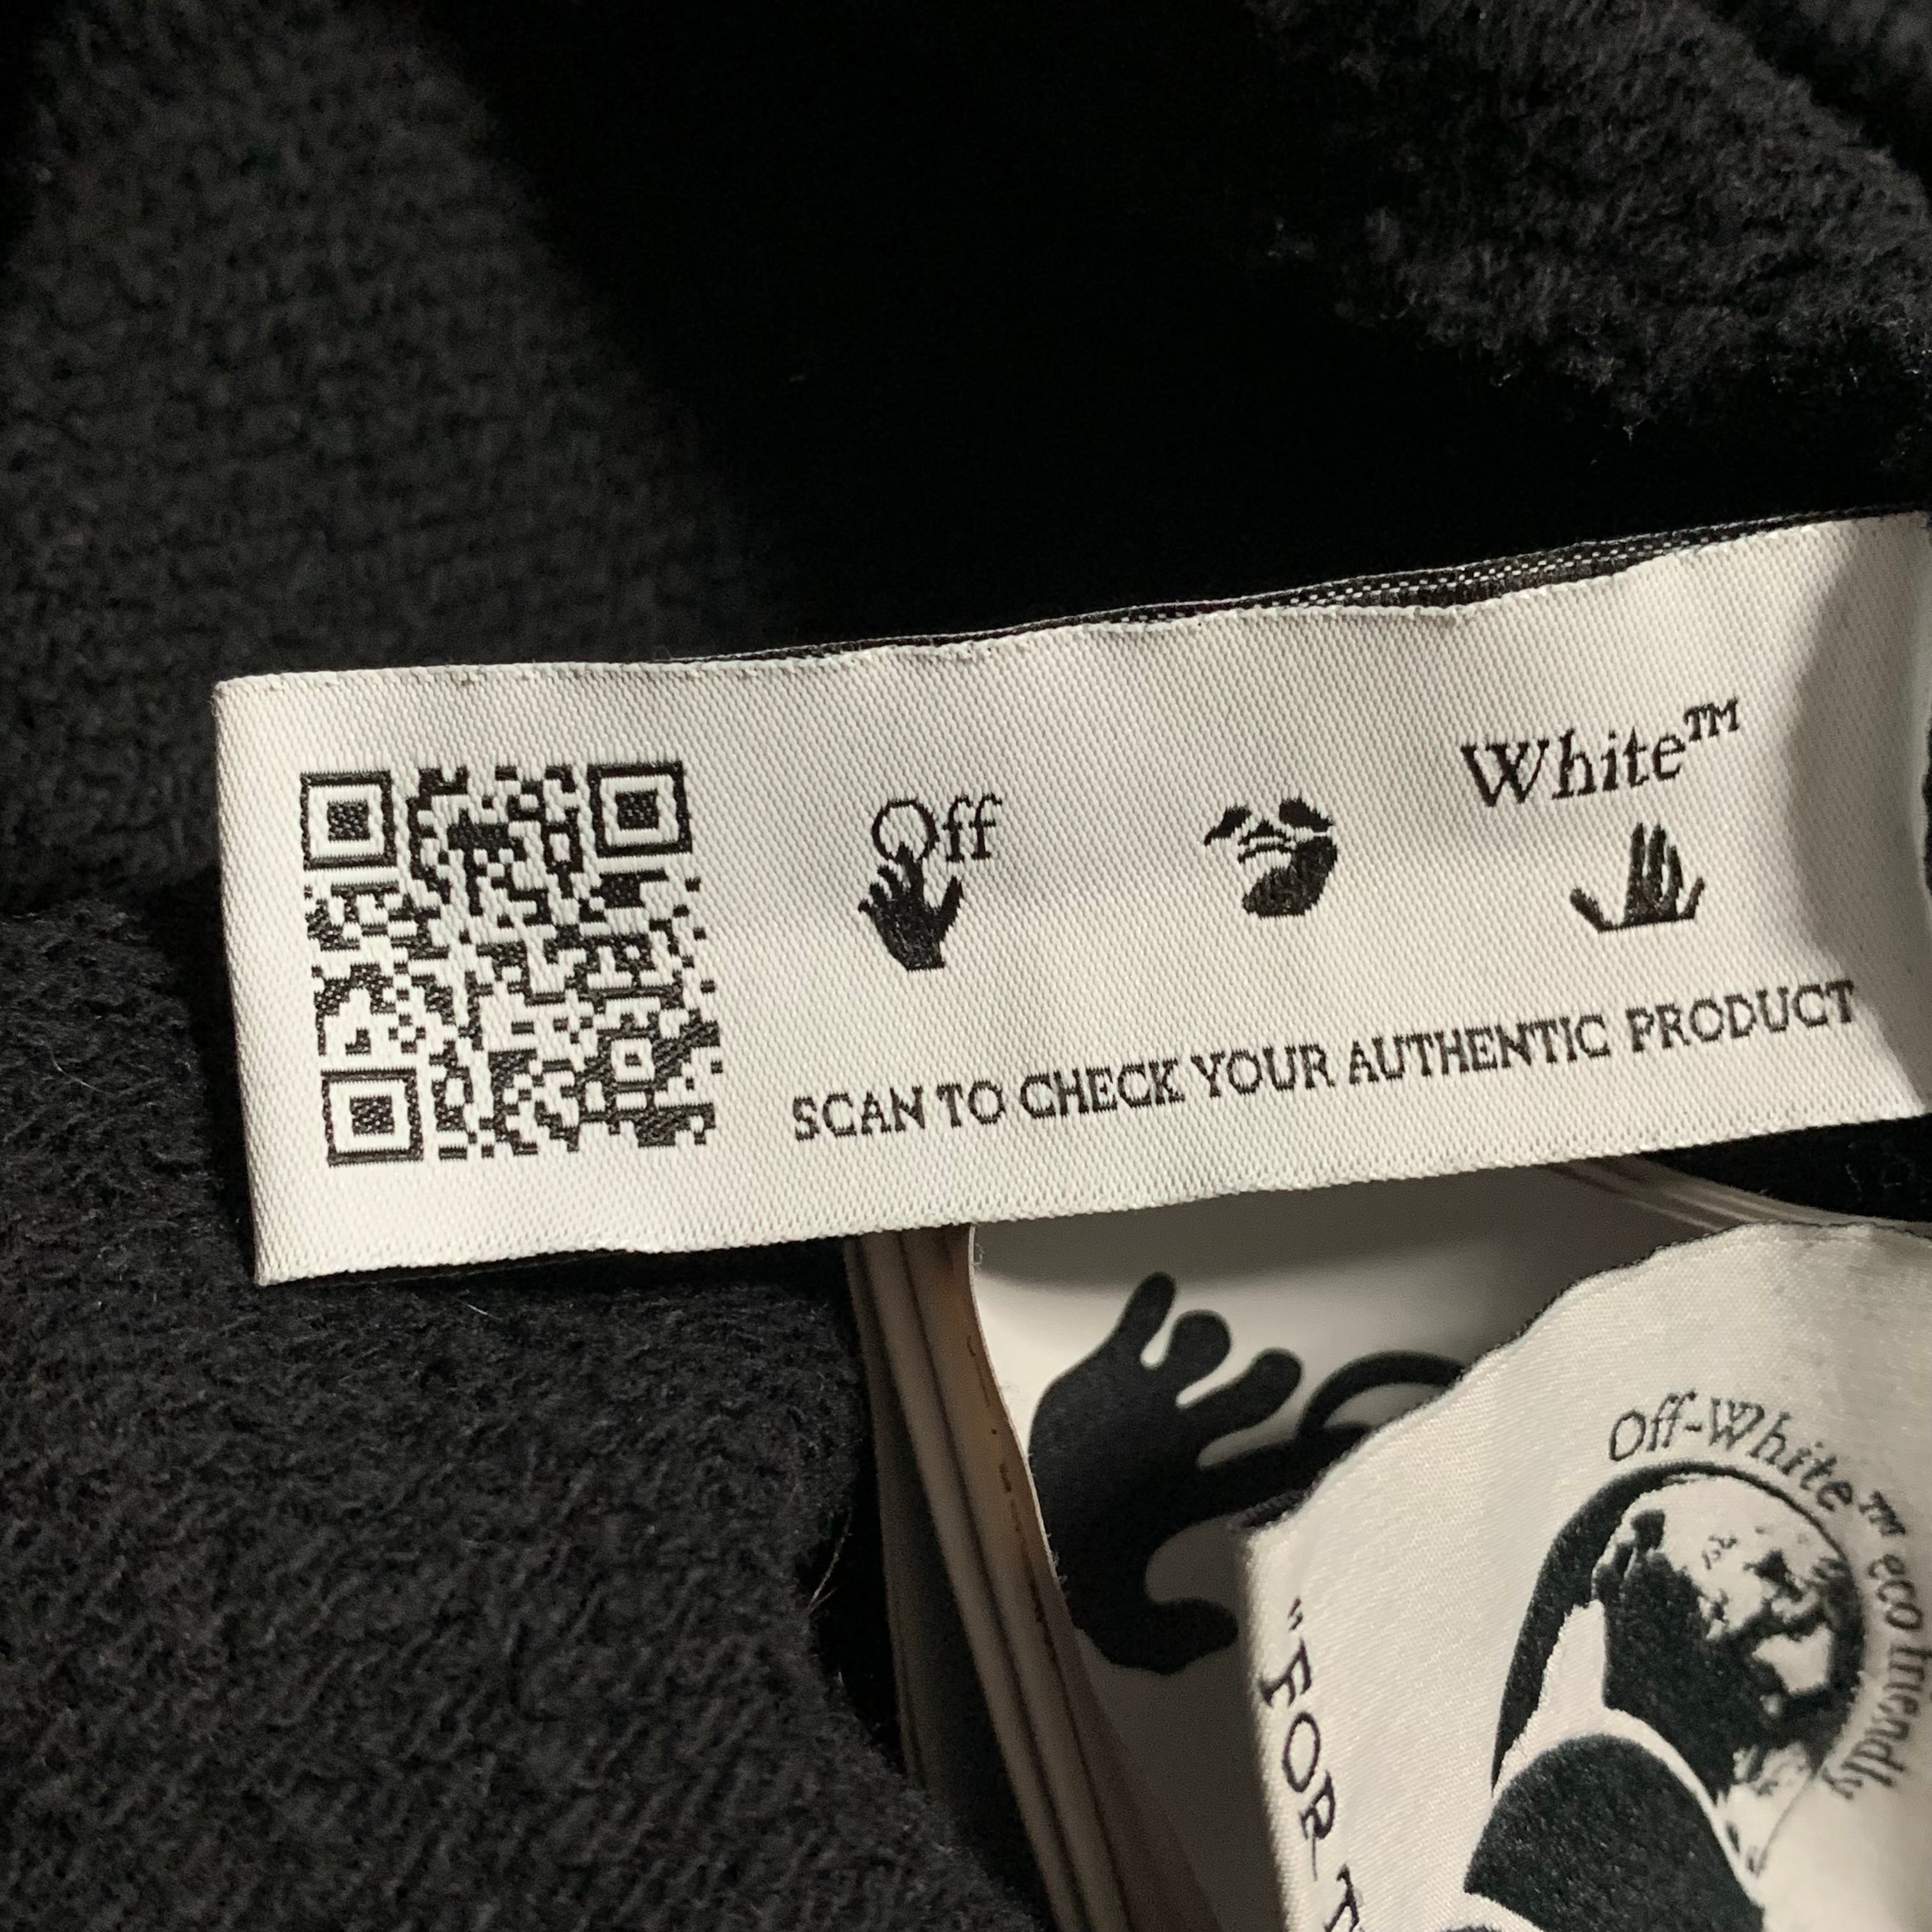 Off
White™
SCAN TO CHECK YOUR AUTHENTIC PRODUCT
Off-White™ eco friendly
"FOR